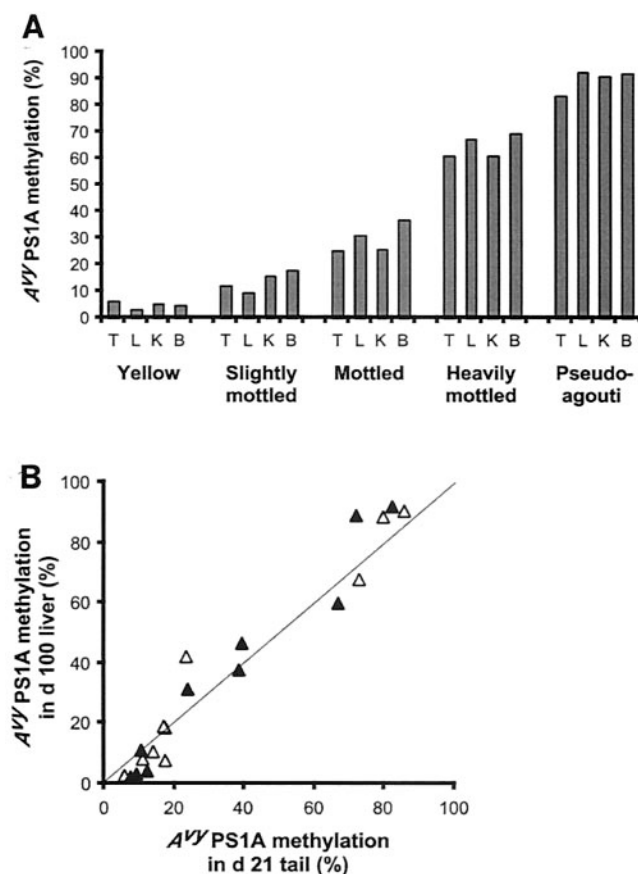 A
A^vy PS1A methylation (%)
100
90
80
70
60
50
40
30
20
10
0
T L K B T L K B T L K B T L K B T L K B
Yellow Slightly mottled Mottled Heavily mottled Pseudo-agouti
B
A^vy PS1A methylation
in d 100 liver (%)
100
80
60
40
20
0
0 20 40 60 80 100
A^vy PS1A methylation
in d 21 tail (%)